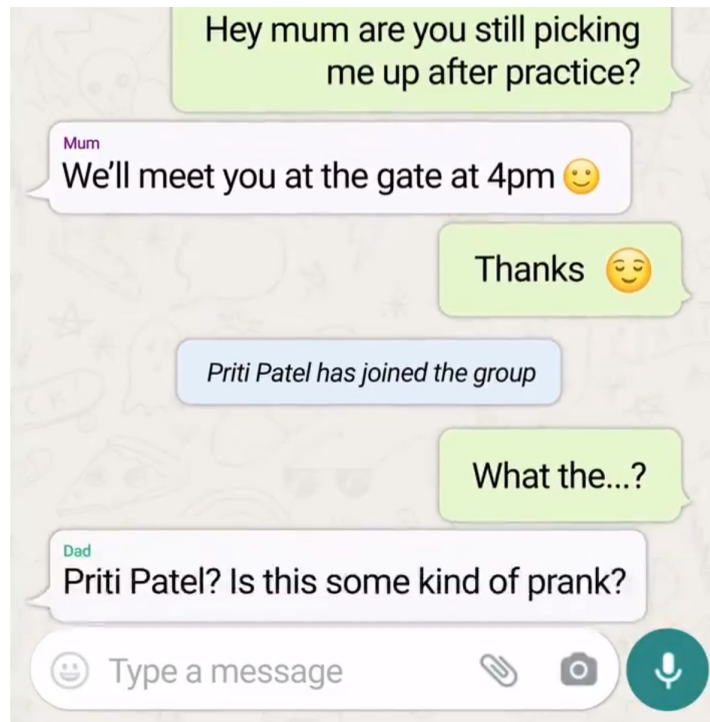 Hey mum are you still picking
me up after practice?
Mum
We'll meet you at the gate at 4pm 🙂
Thanks 😌
Priti Patel has joined the group
What the...?
Dad
Priti Patel? Is this some kind of prank?
Type a message